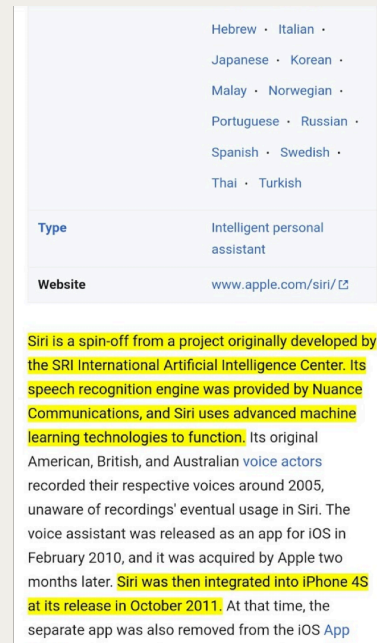 Hebrew · Italian ·
Japanese · Korean ·
Malay · Norwegian ·
Portuguese · Russian ·
Spanish · Swedish ·
Thai · Turkish
Type Intelligent personal
assistant
Website www.apple.com/siri/
Siri is a spin-off from a project originally developed by
the SRI International Artificial Intelligence Center. Its
speech recognition engine was provided by Nuance
Communications, and Siri uses advanced machine
learning technologies to function. Its original
American, British, and Australian voice actors
recorded their respective voices around 2005,
unaware of recordings' eventual usage in Siri. The
voice assistant was released as an app for iOS in
February 2010, and it was acquired by Apple two
months later. Siri was then integrated into iPhone 4S
at its release in October 2011. At that time, the
separate app was also removed from the iOS App